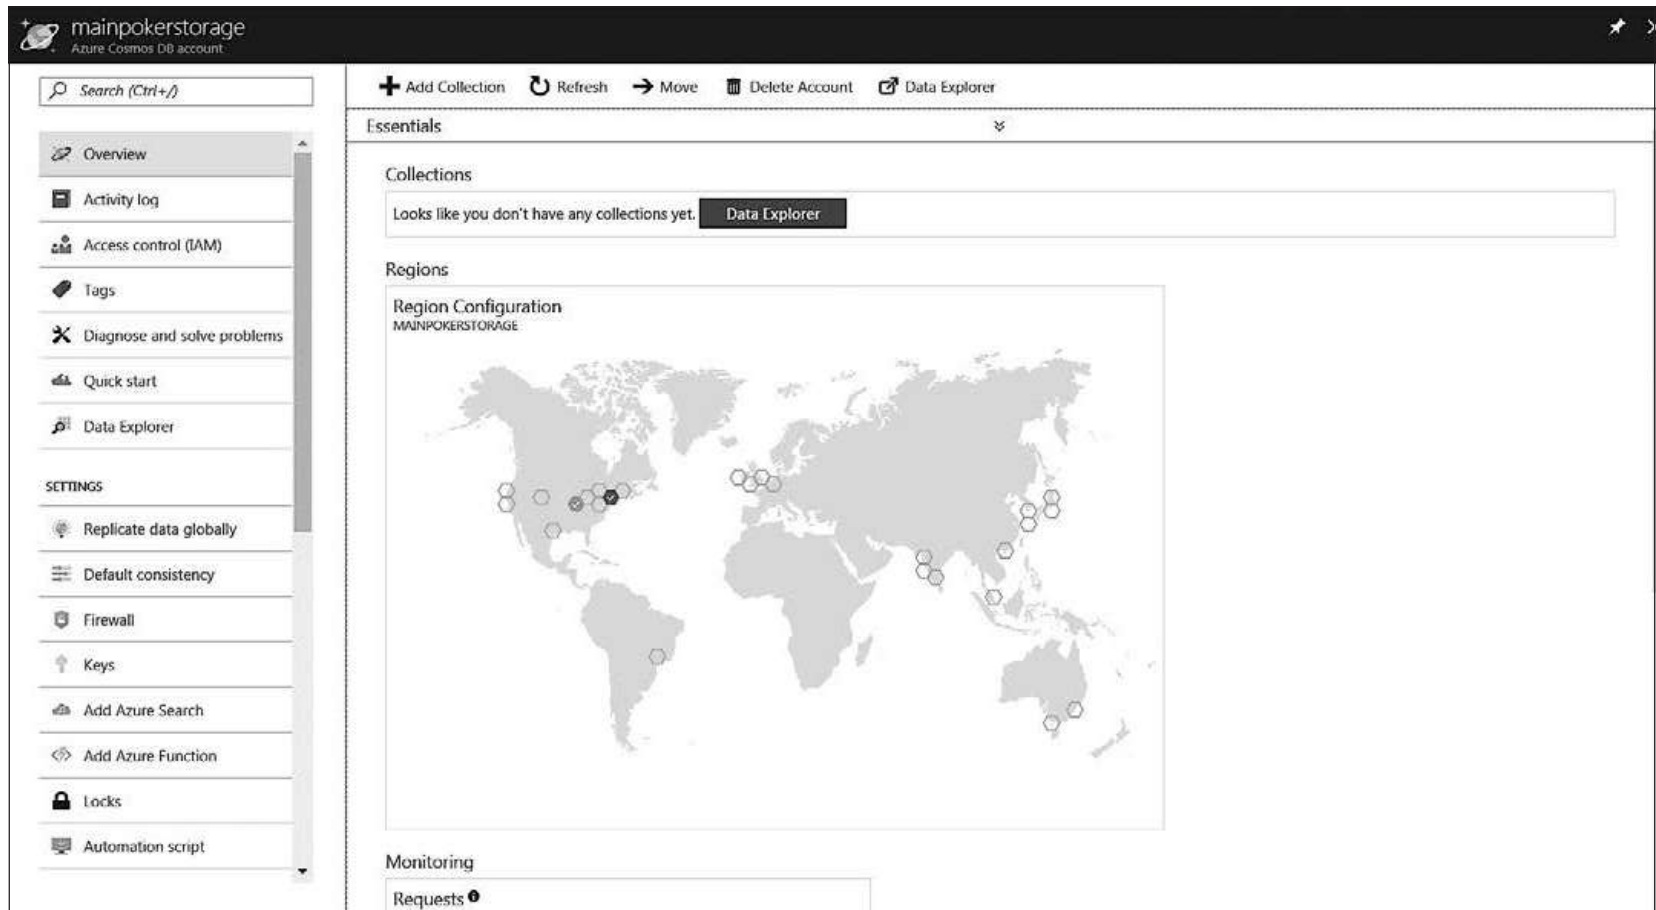 mainpokerstorage
Azure Cosmos DB account
Search (Ctrl+/)
Overview
Activity log
Access control (IAM)
Tags
Diagnose and solve problems
Quick start
Data Explorer
SETTINGS
Replicate data globally
Default consistency
Firewall
Keys
Add Azure Search
Add Azure Function
Locks
Automation script
Add Collection Refresh Move Delete Account Data Explorer
Essentials
Collections
Looks like you don't have any collections yet. Data Explorer
Regions
Region Configuration
MAINPOKERSTORAGE
Monitoring
Requests